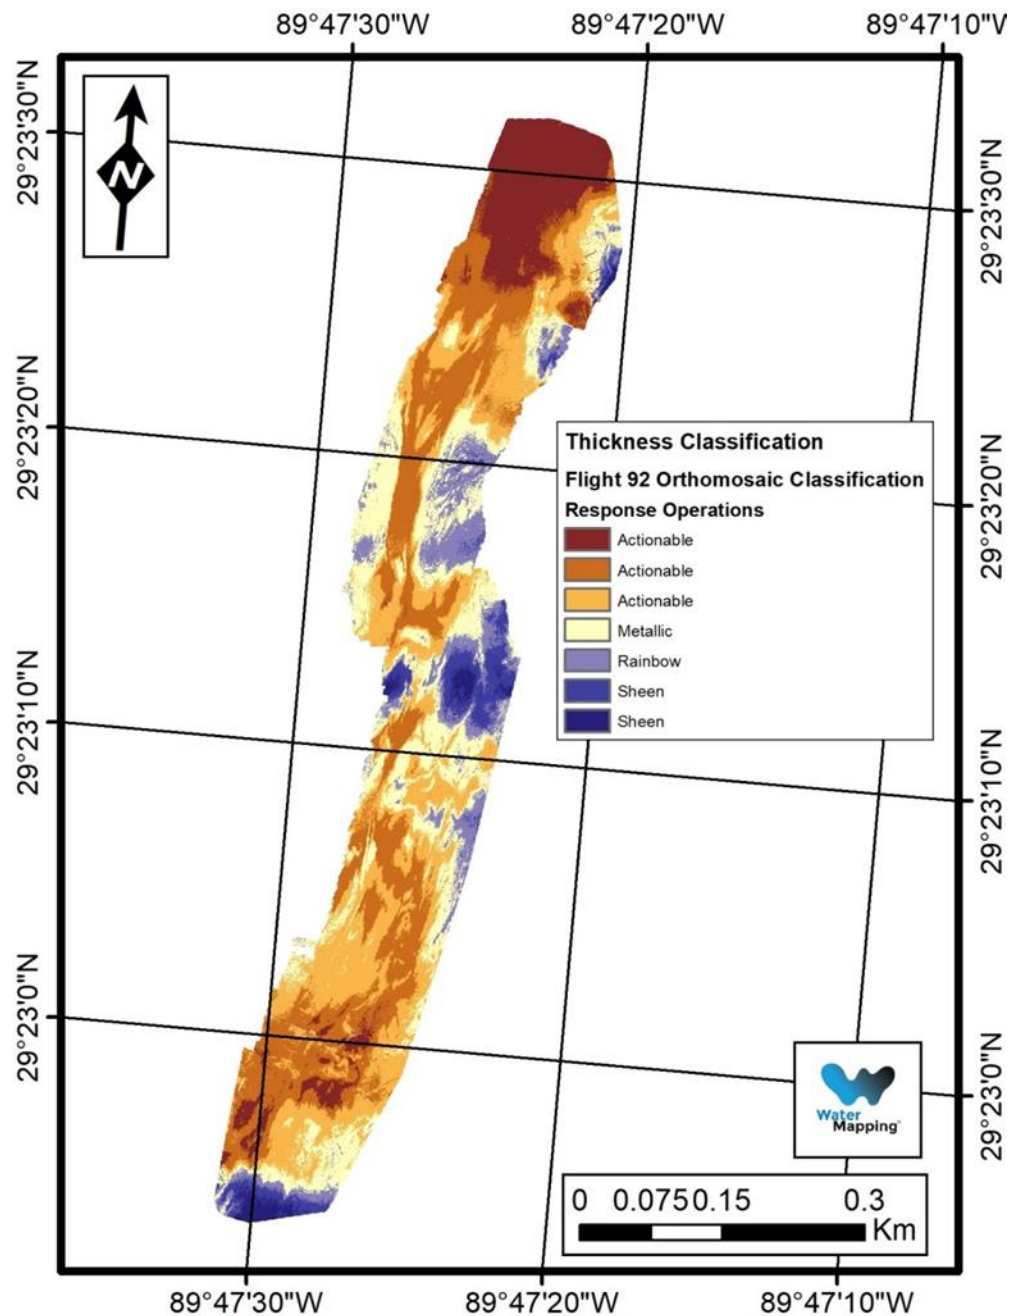 89°47'30"W 89°47'20"W 89°47'10"W
29°23'30"N
29°23'30"N
N
29°23'20"N
29°23'20"N
Thickness Classification
Flight 92 Orthomosaic Classification
Response Operations
Actionable
Actionable
Actionable
Metallic
Rainbow
Sheen
Sheen
29°23'10"N
29°23'10"N
29°23'0"N
29°23'0"N
Water
Mapping
0 0.075 0.15 0.3
Km
89°47'30"W 89°47'20"W 89°47'10"W